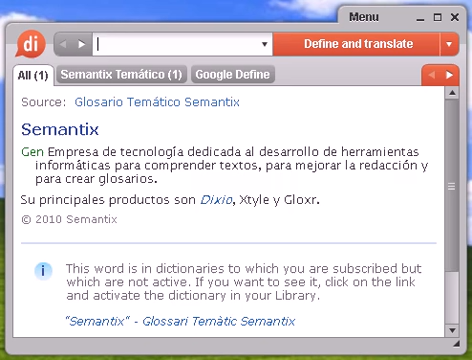 Menu
di
Define and translate
All (1)
Semantix Temático (1)
Google Define
Source: Glosario Temático Semantix
Semantix
Gen Empresa de tecnología dedicada al desarrollo de herramientas
informáticas para comprender textos, para mejorar la redacción y
para crear glosarios.
Su principales productos son Dixio, Xtyle y Gloxr.
© 2010 Semantix
i
This word is in dictionaries to which you are subscribed but
which are not active. If you want to see it, click on the link
and activate the dictionary in your Library.
"Semantix" - Glossari Temàtic Semantix